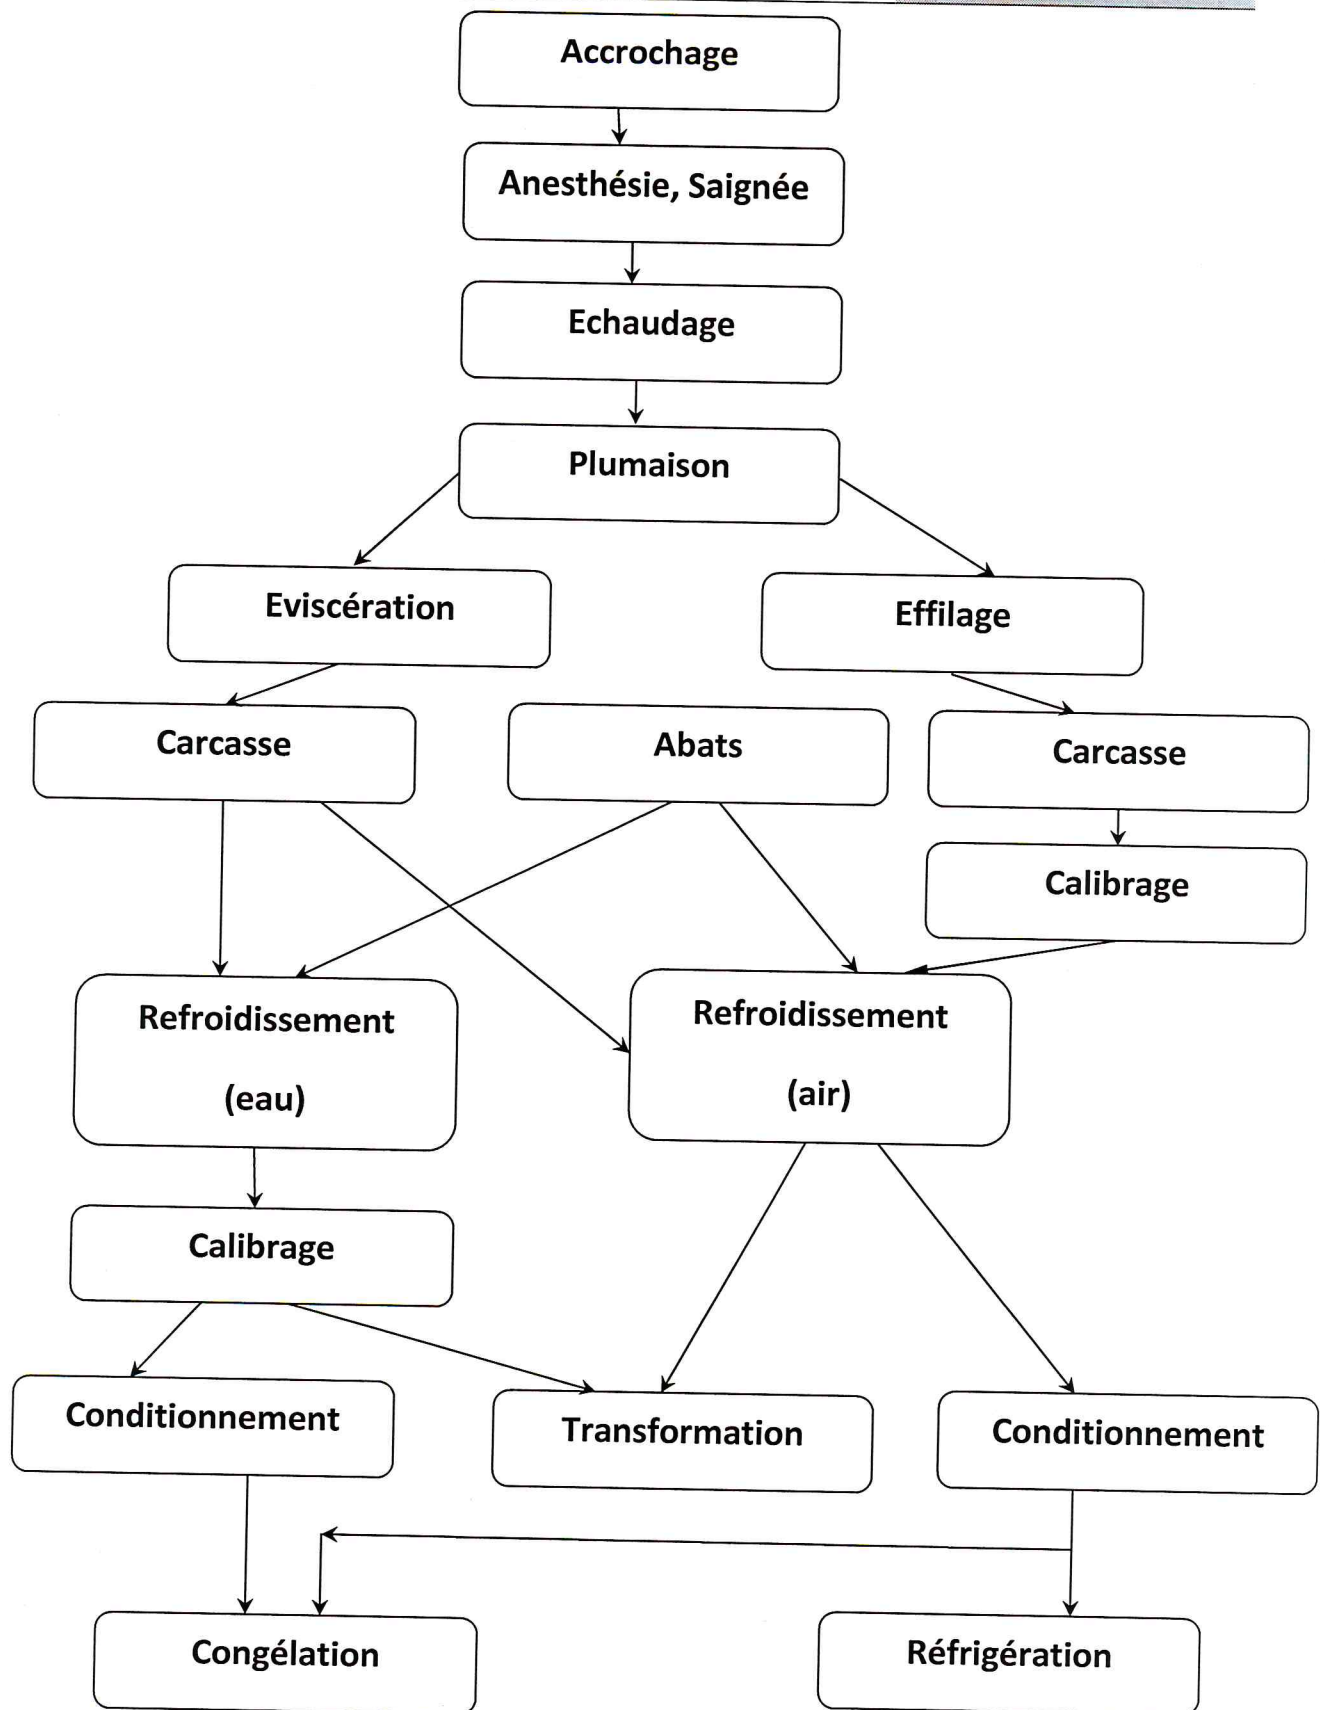 Accrochage
Anesthésie, Saignée
Echaudage
Plumaison
Eviscération
Effilage
Carcasse
Abats
Carcasse
Calibrage
Refroidissement
(eau)
Refroidissement
(air)
Calibrage
Conditionnement
Transformation
Conditionnement
Congélation
Réfrigération